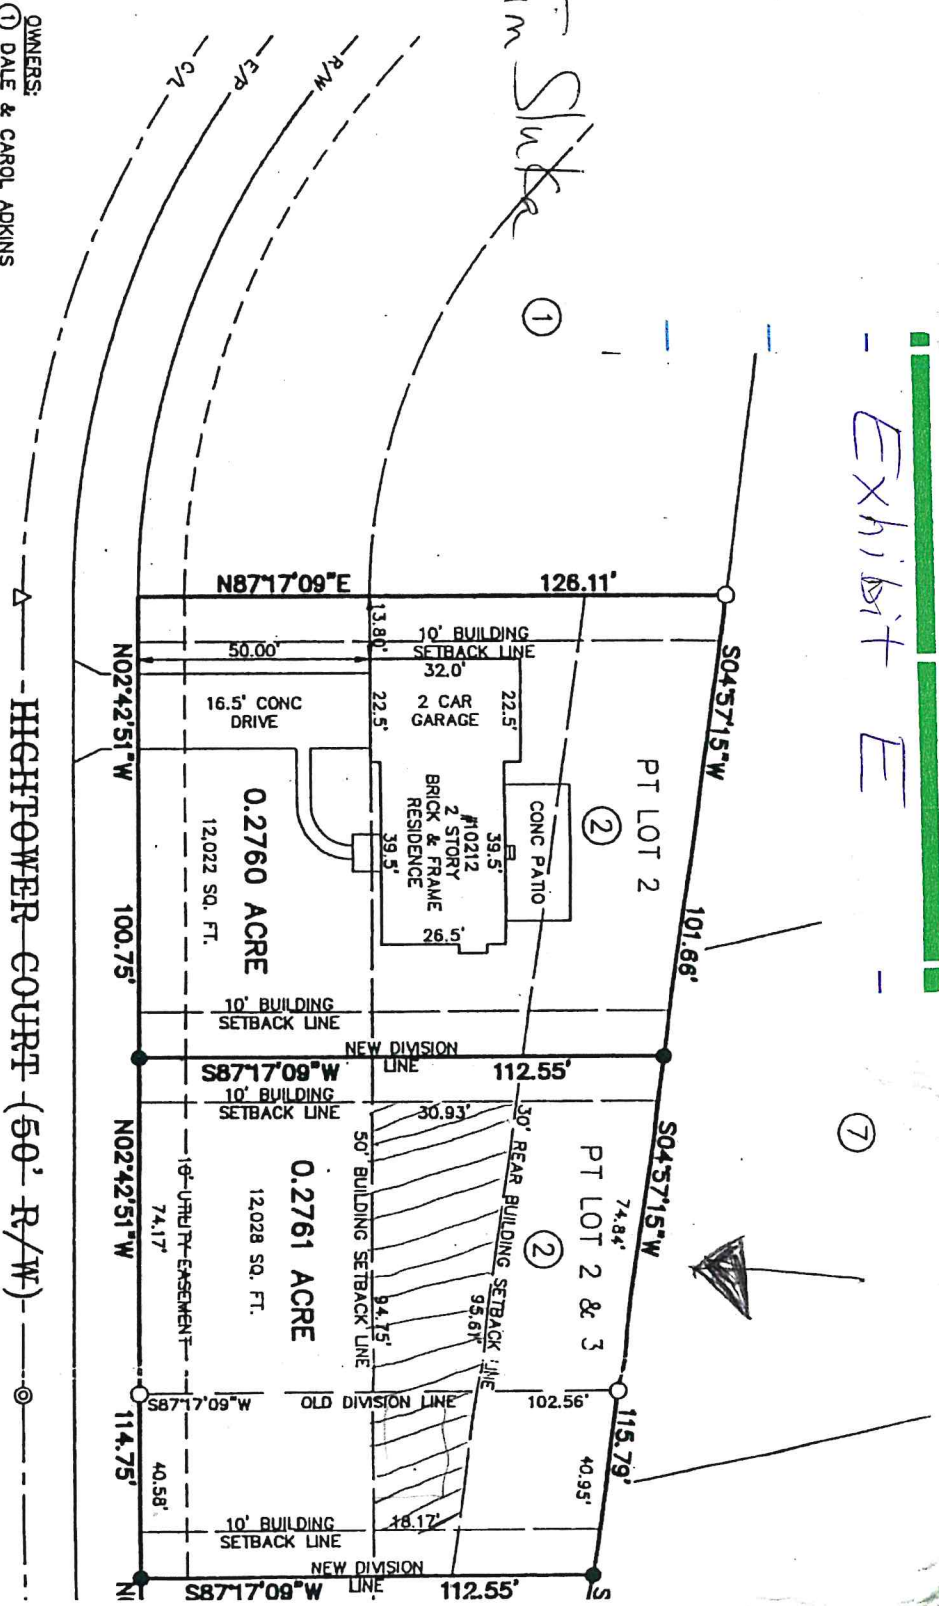 Exhibit E
OWNERS:
① DALE & CAROL ADKINS
C/L
E/P
R/W
①
⑦
N87°17'09"E
126.11'
10' BUILDING
SETBACK LINE
13.80'
50.00'
32.0'
22.5'
2 CAR
GARAGE
22.5'
16.5' CONC
DRIVE
S04°57'15"W
101.66'
PT LOT 2
②
CONC PATIO
39.5'
#10212
2 STORY
BRICK & FRAME
RESIDENCE
39.5'
26.5'
0.2760 ACRE
12,022 SQ. FT.
N02°42'51"W
100.75'
10' BUILDING
SETBACK LINE
NEW DIVISION
LINE
S87°17'09"W
112.55'
10' BUILDING
SETBACK LINE
30.93'
S04°57'15"W
115.79'
74.84'
40.95'
PT LOT 2 & 3
②
30' REAR BUILDING SETBACK LINE
95.61'
94.75'
50' BUILDING SETBACK LINE
0.2761 ACRE
12,028 SQ. FT.
10' UTILITY EASEMENT
74.17'
40.58'
N02°42'51"W
114.75'
S87°17'09"W
OLD DIVISION LINE
102.56'
18.17'
10' BUILDING
SETBACK LINE
NEW DIVISION
LINE
S87°17'09"W
112.55'
S
N
HIGHTOWER COURT (50' R/W)